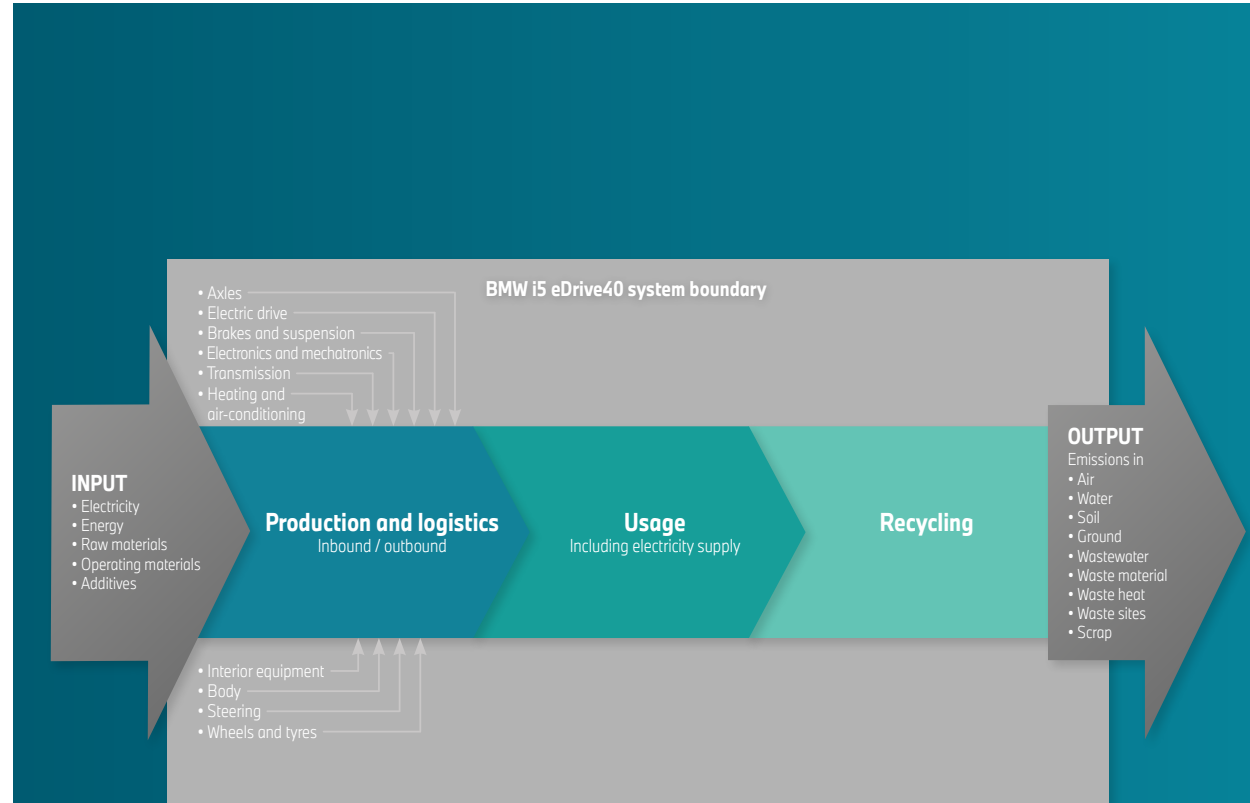 BMW i5 eDrive40 system boundary
• Axles
• Electric drive
• Brakes and suspension
• Electronics and mechatronics
• Transmission
• Heating and
air-conditioning
INPUT
• Electricity
• Energy
• Raw materials
• Operating materials
• Additives
Production and logistics
Inbound / outbound
Usage
Including electricity supply
Recycling
OUTPUT
Emissions in
• Air
• Water
• Soil
• Ground
• Wastewater
• Waste material
• Waste heat
• Waste sites
• Scrap
• Interior equipment
• Body
• Steering
• Wheels and tyres